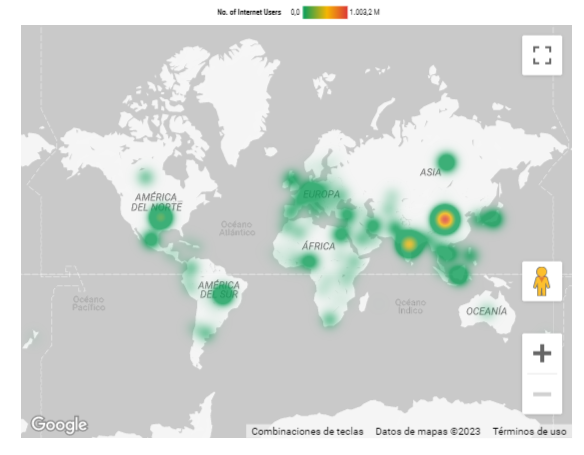 No. of Internet Users 0,0 1.003,2 M
ASIA
EUROPA
AMÉRICA
DEL NORTE
Océano
Atlántico
ÁFRICA
AMÉRICA
DEL SUR
Océano
Pacífico
Océano
Índico
OCEANÍA
Google
Combinaciones de teclas Datos de mapas ©2023 Términos de uso